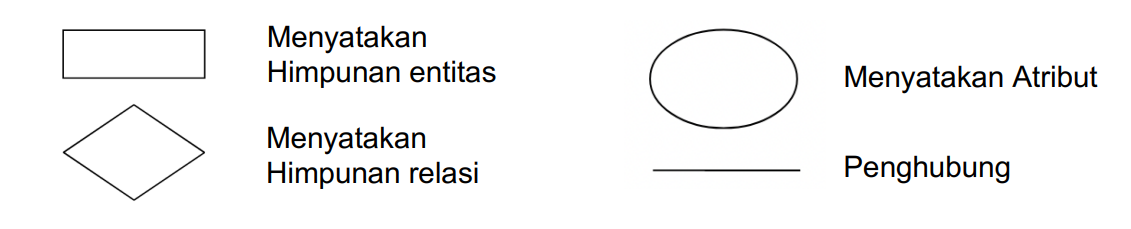 Menyatakan
Himpunan entitas
Menyatakan
Himpunan relasi
Menyatakan Atribut
Penghubung